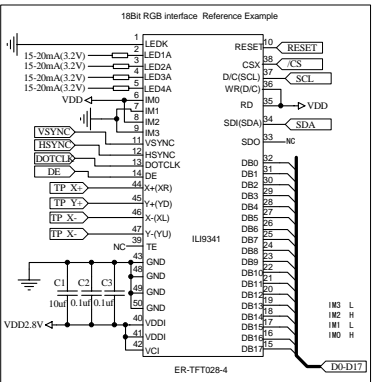 18Bit RGB interface Reference Example
1 LEDK
15-20mA(3.2V) 2 LED1A
15-20mA(3.2V) 3 LED2A
15-20mA(3.2V) 4 LED3A
15-20mA(3.2V) 5 LED4A
VDD 6 IM0
7 IM1
8 IM2
9 IM3
VSYNC 11 VSYNC
HSYNC 12 HSYNC
DOTCLK 13 DOTCLK
DE 14 DE
TP X+ 44 X+(XR)
TP Y+ 45 Y+(YD)
TP X- 46 X-(XL)
TP X- 47 Y-(YU)
NC 39 TE
43 GND
48 GND
49 GND
50 GND
C1 C2 C3
10uf 0.1uf 0.1uf
VDD2.8V 40 VDDI
41 VDDI
42 VCI
ILI9341
RESET 10 RESET
CSX 38 /CS
D/C(SCL) 37 SCL
WR(D/C) 36
RD 35 VDD
SDI(SDA) 34 SDA
SDO 33 NC
DB0 32
DB1 31
DB2 30
DB3 29
DB4 28
DB5 27
DB6 26
DB7 25
DB8 24
DB9 23
DB10 22
DB11 21
DB12 20
DB13 19
DB14 18
DB15 17
DB16 16
DB17 15
IM3 L
IM2 H
IM1 L
IM0 H
D0-D17
ER-TFT028-4